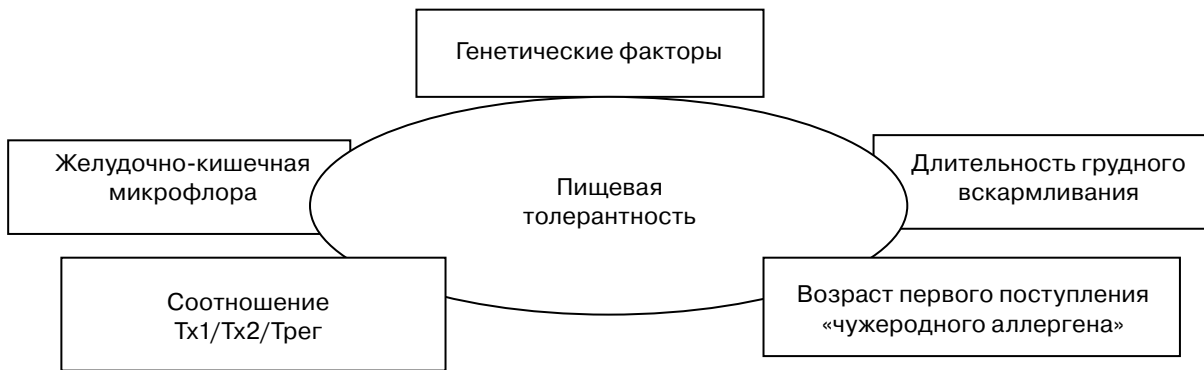 Генетические факторы
Желудочно-кишечная
микрофлора
Пищевая
толерантность
Длительность грудного
вскармливания
Соотношение
Тх1/Тх2/Трег
Возраст первого поступления
«чужеродного аллергена»